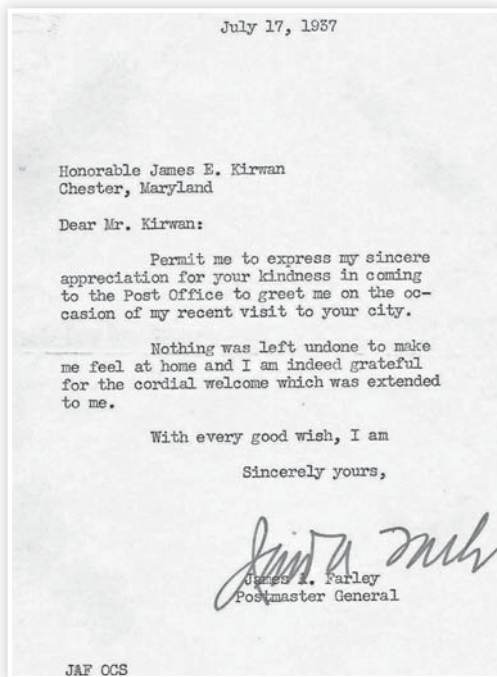 July 17, 1937
Honorable James E. Kirwan
Chester, Maryland
Dear Mr. Kirwan:
Permit me to express my sincere
appreciation for your kindness in coming
to the Post Office to greet me on the oc-
casion of my recent visit to your city.
Nothing was left undone to make
me feel at home and I am indeed grateful
for the cordial welcome which was extended
to me.
With every good wish, I am
Sincerely yours,
James A. Farley
Postmaster General
JAF OCS